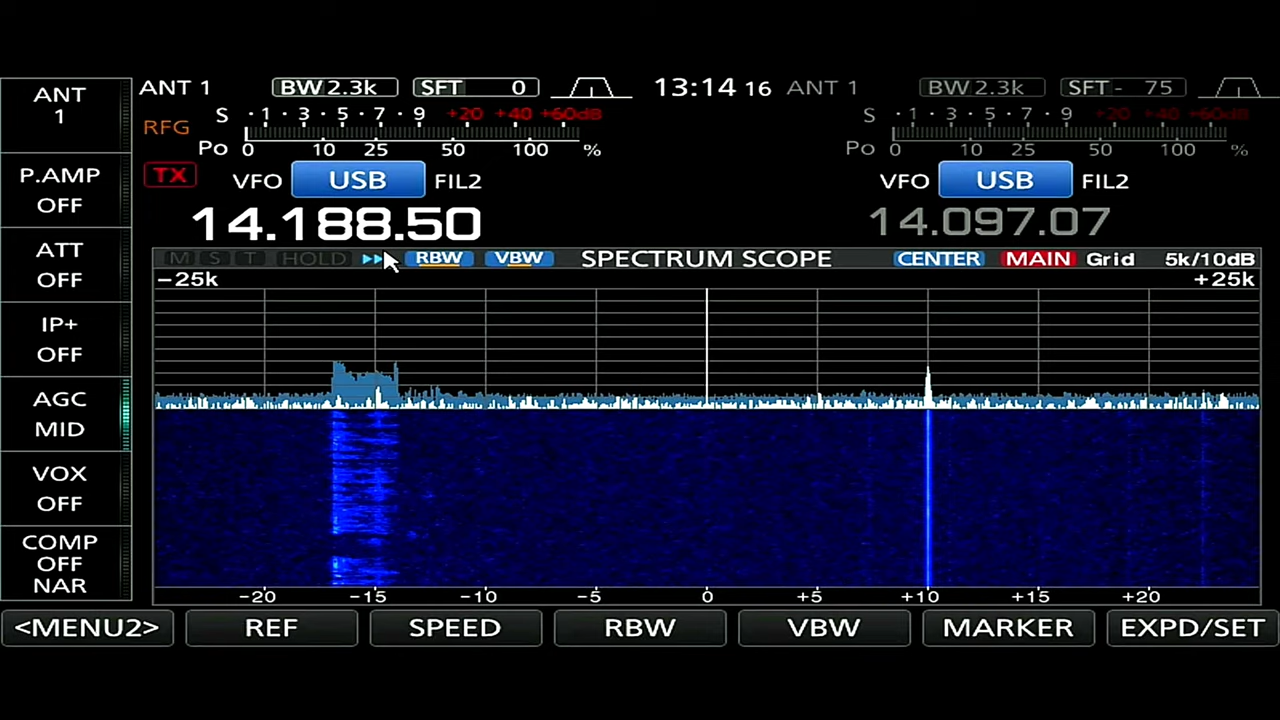 ANT 1
ANT 1 BW 2.3k SFT 0 13:14 16 ANT 1 BW 2.3k SFT - 75
RFG
S 1 3 5 7 9 +20 +40 +60dB
S 1 3 5 7 9 +20 +40 +60dB
Po 0 10 25 50 100 %
Po 0 10 25 50 100 %
P.AMP OFF
TX VFO USB FIL2
VFO USB FIL2
14.188.50
14.097.07
ATT OFF
M S T HOLD RBW VBW SPECTRUM SCOPE CENTER MAIN Grid 5k/10dB
-25k +25k
IP+ OFF
AGC MID
VOX OFF
COMP OFF NAR
-20 -15 -10 -5 0 +5 +10 +15 +20
<MENU2> REF SPEED RBW VBW MARKER EXPD/SET